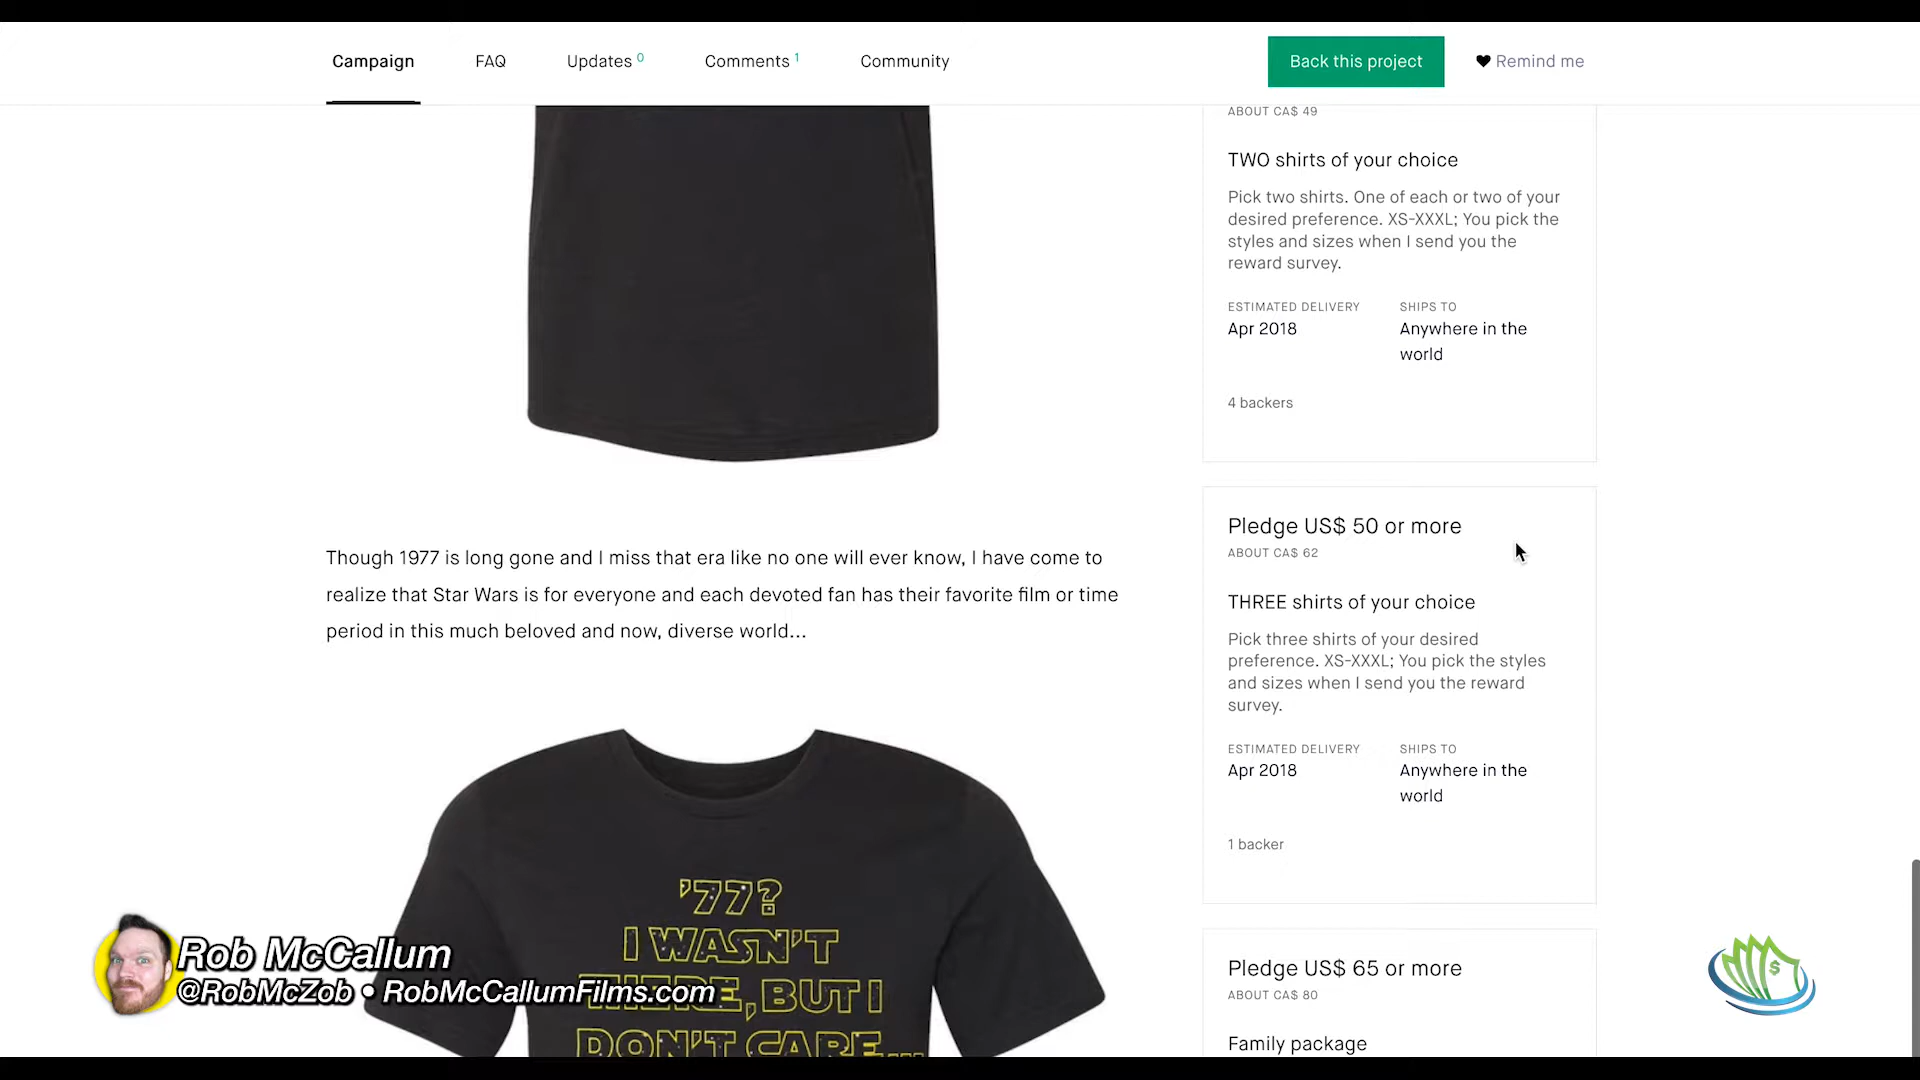 Campaign
FAQ
Updates 0
Comments 1
Community
Back this project
Remind me
ABOUT CA$ 49
TWO shirts of your choice
Pick two shirts. One of each or two of your
desired preference. XS-XXXL; You pick the
styles and sizes when I send you the
reward survey.
ESTIMATED DELIVERY
Apr 2018
SHIPS TO
Anywhere in the
world
4 backers
Pledge US$ 50 or more
ABOUT CA$ 62
THREE shirts of your choice
Pick three shirts of your desired
preference. XS-XXXL; You pick the styles
and sizes when I send you the reward
survey.
ESTIMATED DELIVERY
Apr 2018
SHIPS TO
Anywhere in the
world
1 backer
Pledge US$ 65 or more
ABOUT CA$ 80
Family package
Though 1977 is long gone and I miss that era like no one will ever know, I have come to
realize that Star Wars is for everyone and each devoted fan has their favorite film or time
period in this much beloved and now, diverse world...
'77?
I WASN'T
THERE, BUT I
DON'T CARE...
Rob McCallum
@RobMcZob • RobMcCallumFilms.com
$